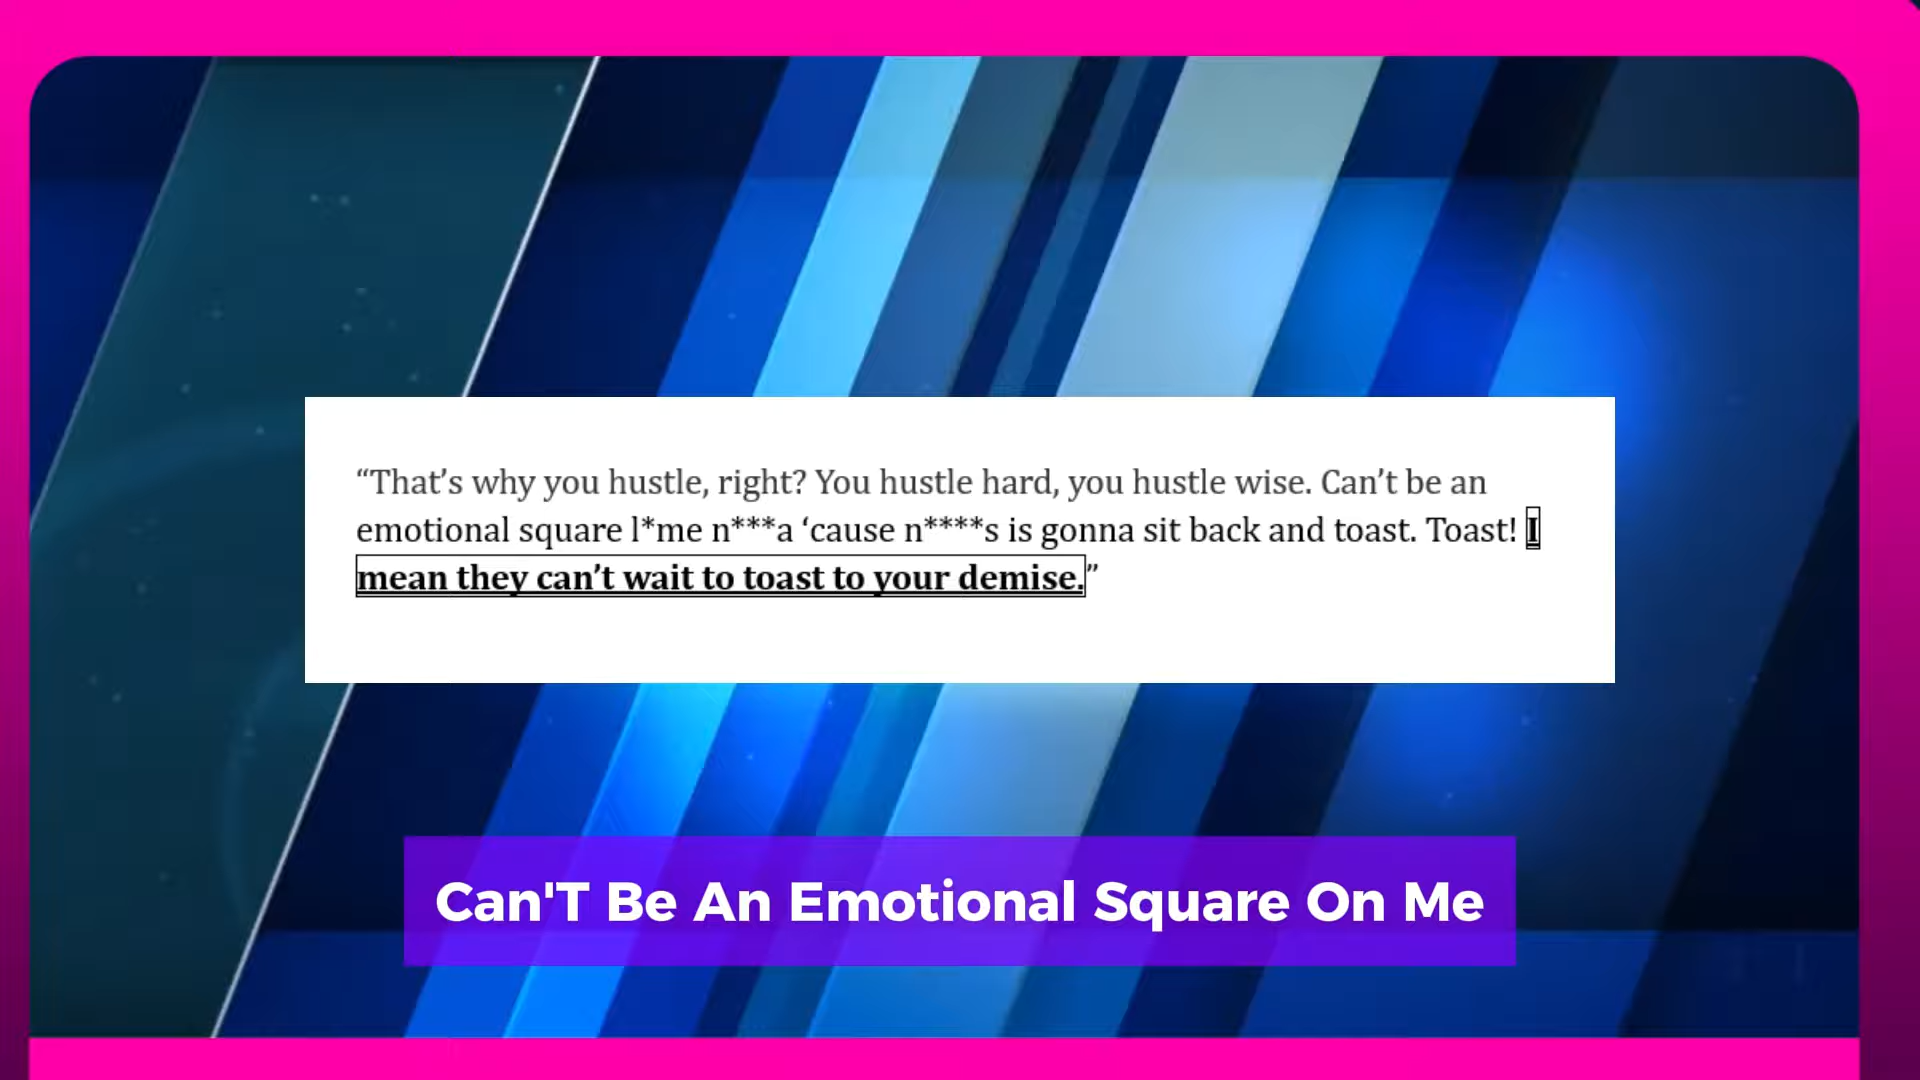 “That’s why you hustle, right? You hustle hard, you hustle wise. Can’t be an
emotional square l*me n***a ‘cause n****s is gonna sit back and toast. Toast! I
mean they can’t wait to toast to your demise.”
Can'T Be An Emotional Square On Me